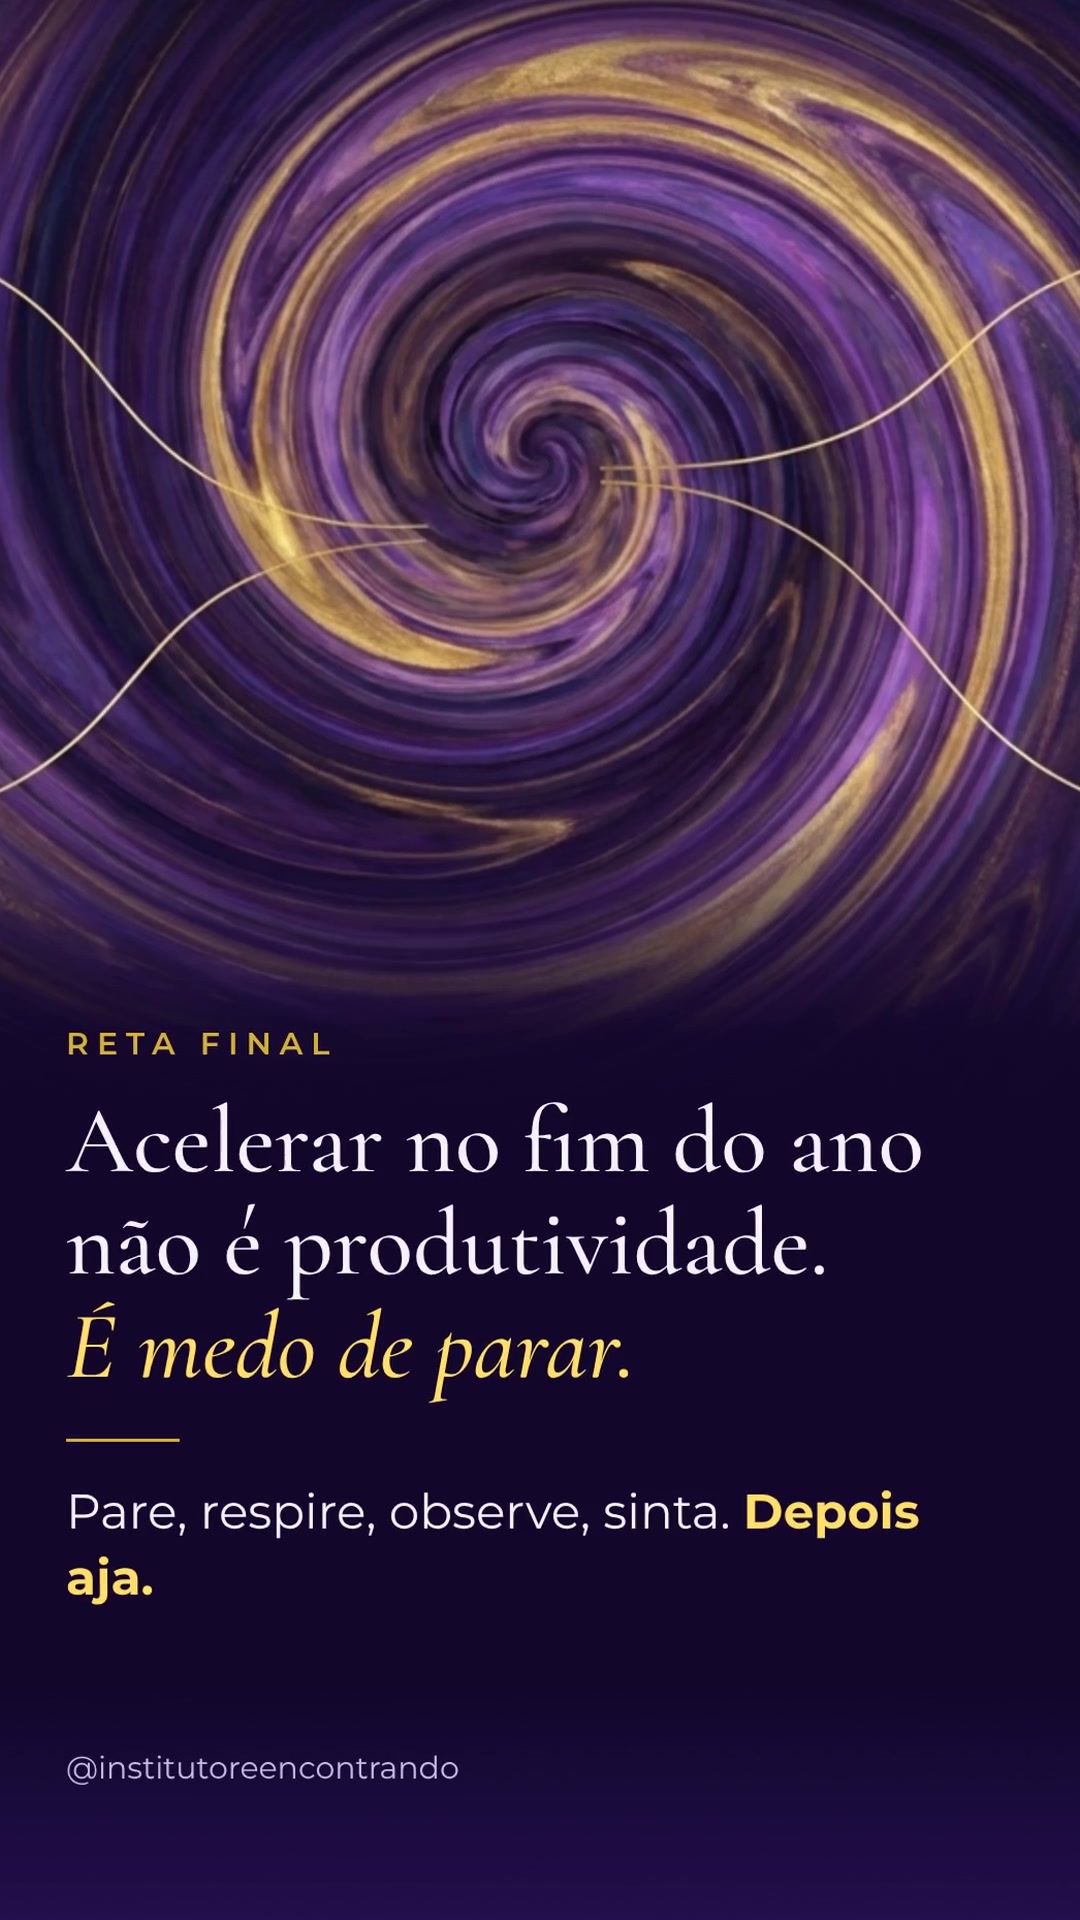 RETA FINAL
Acelerar no fim do ano
não é produtividade.
É medo de parar.
Pare, respire, observe, sinta. Depois
aja.
@institutoreencontrando